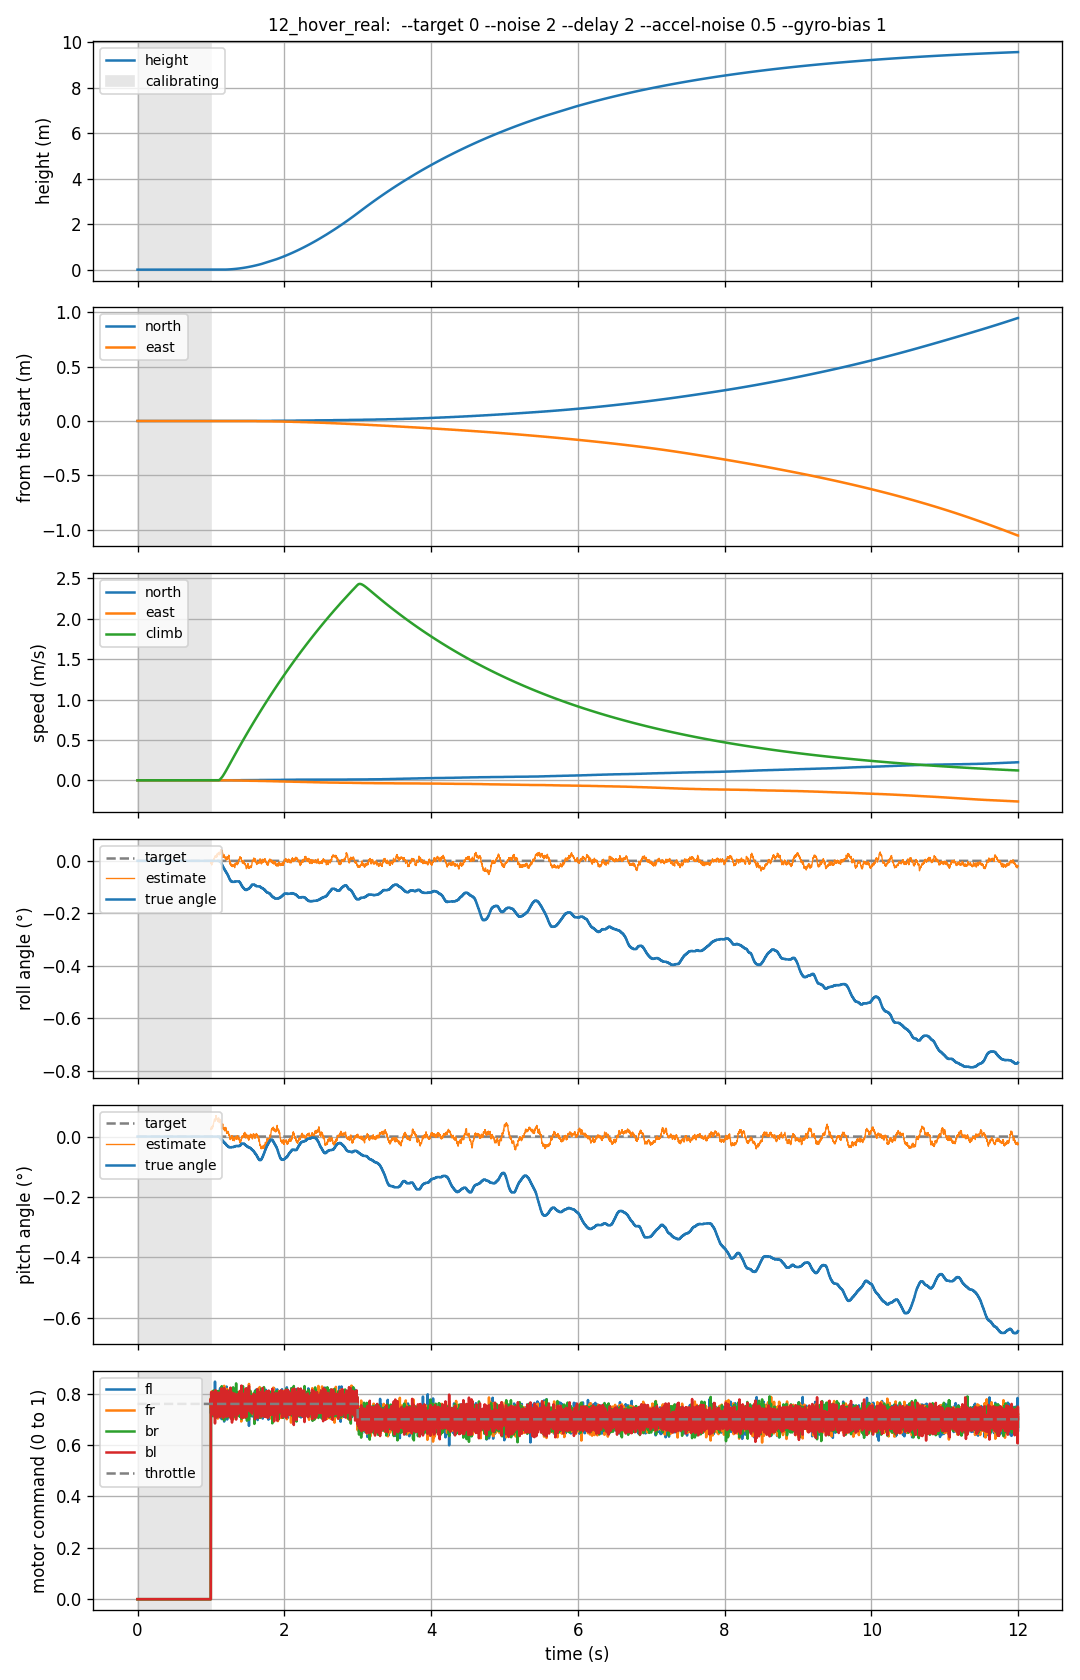 12_hover_real:  --target 0 --noise 2 --delay 2 --accel-noise 0.5 --gyro-bias 1
height (m)
10
8
6
4
2
0
height
calibrating
from the start (m)
1.0
0.5
0.0
−0.5
−1.0
north
east
speed (m/s)
2.5
2.0
1.5
1.0
0.5
0.0
north
east
climb
roll angle (°)
0.0
−0.2
−0.4
−0.6
−0.8
target
estimate
true angle
pitch angle (°)
0.0
−0.2
−0.4
−0.6
target
estimate
true angle
motor command (0 to 1)
0.8
0.6
0.4
0.2
0.0
fl
fr
br
bl
throttle
0 2 4 6 8 10 12
time (s)